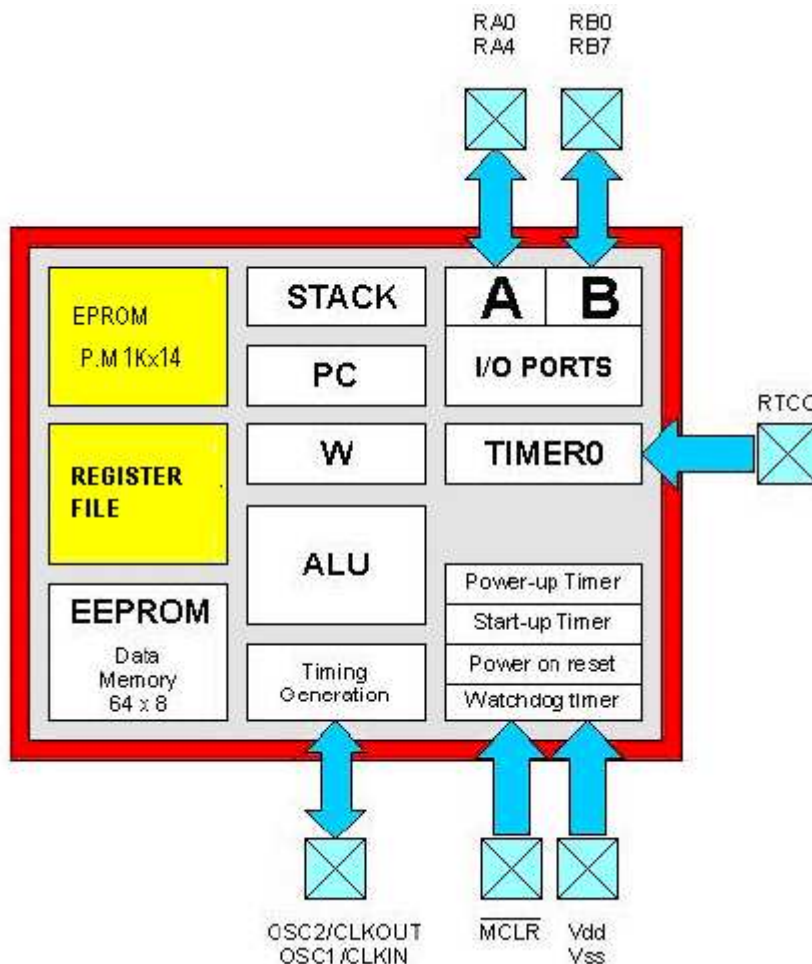 RA0
RA4
RB0
RB7
EPROM
P.M 1Kx14
STACK
A
B
PC
I/O PORTS
RTCC
REGISTER
FILE
W
TIMER0
ALU
EEPROM
Data
Memory
64 x 8
Power-up Timer
Start-up Timer
Power on reset
Watchdog timer
Timing
Generation
OSC2/CLKOUT
OSC1/CLKIN
MCLR
Vdd
Vss